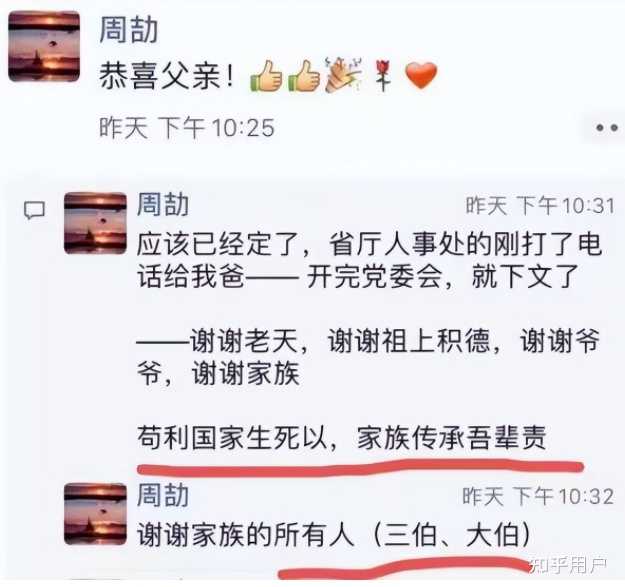 周劼
恭喜父亲！
昨天 下午10:25
周劼
昨天 下午10:31
应该已经定了，省厅人事处的刚打了电
话给我爸—— 开完党委会，就下文了
——谢谢老天，谢谢祖上积德，谢谢爷
爷，谢谢家族
苟利国家生死以，家族传承吾辈责
周劼
昨天 下午10:32
谢谢家族的所有人（三伯、大伯）
知乎用户